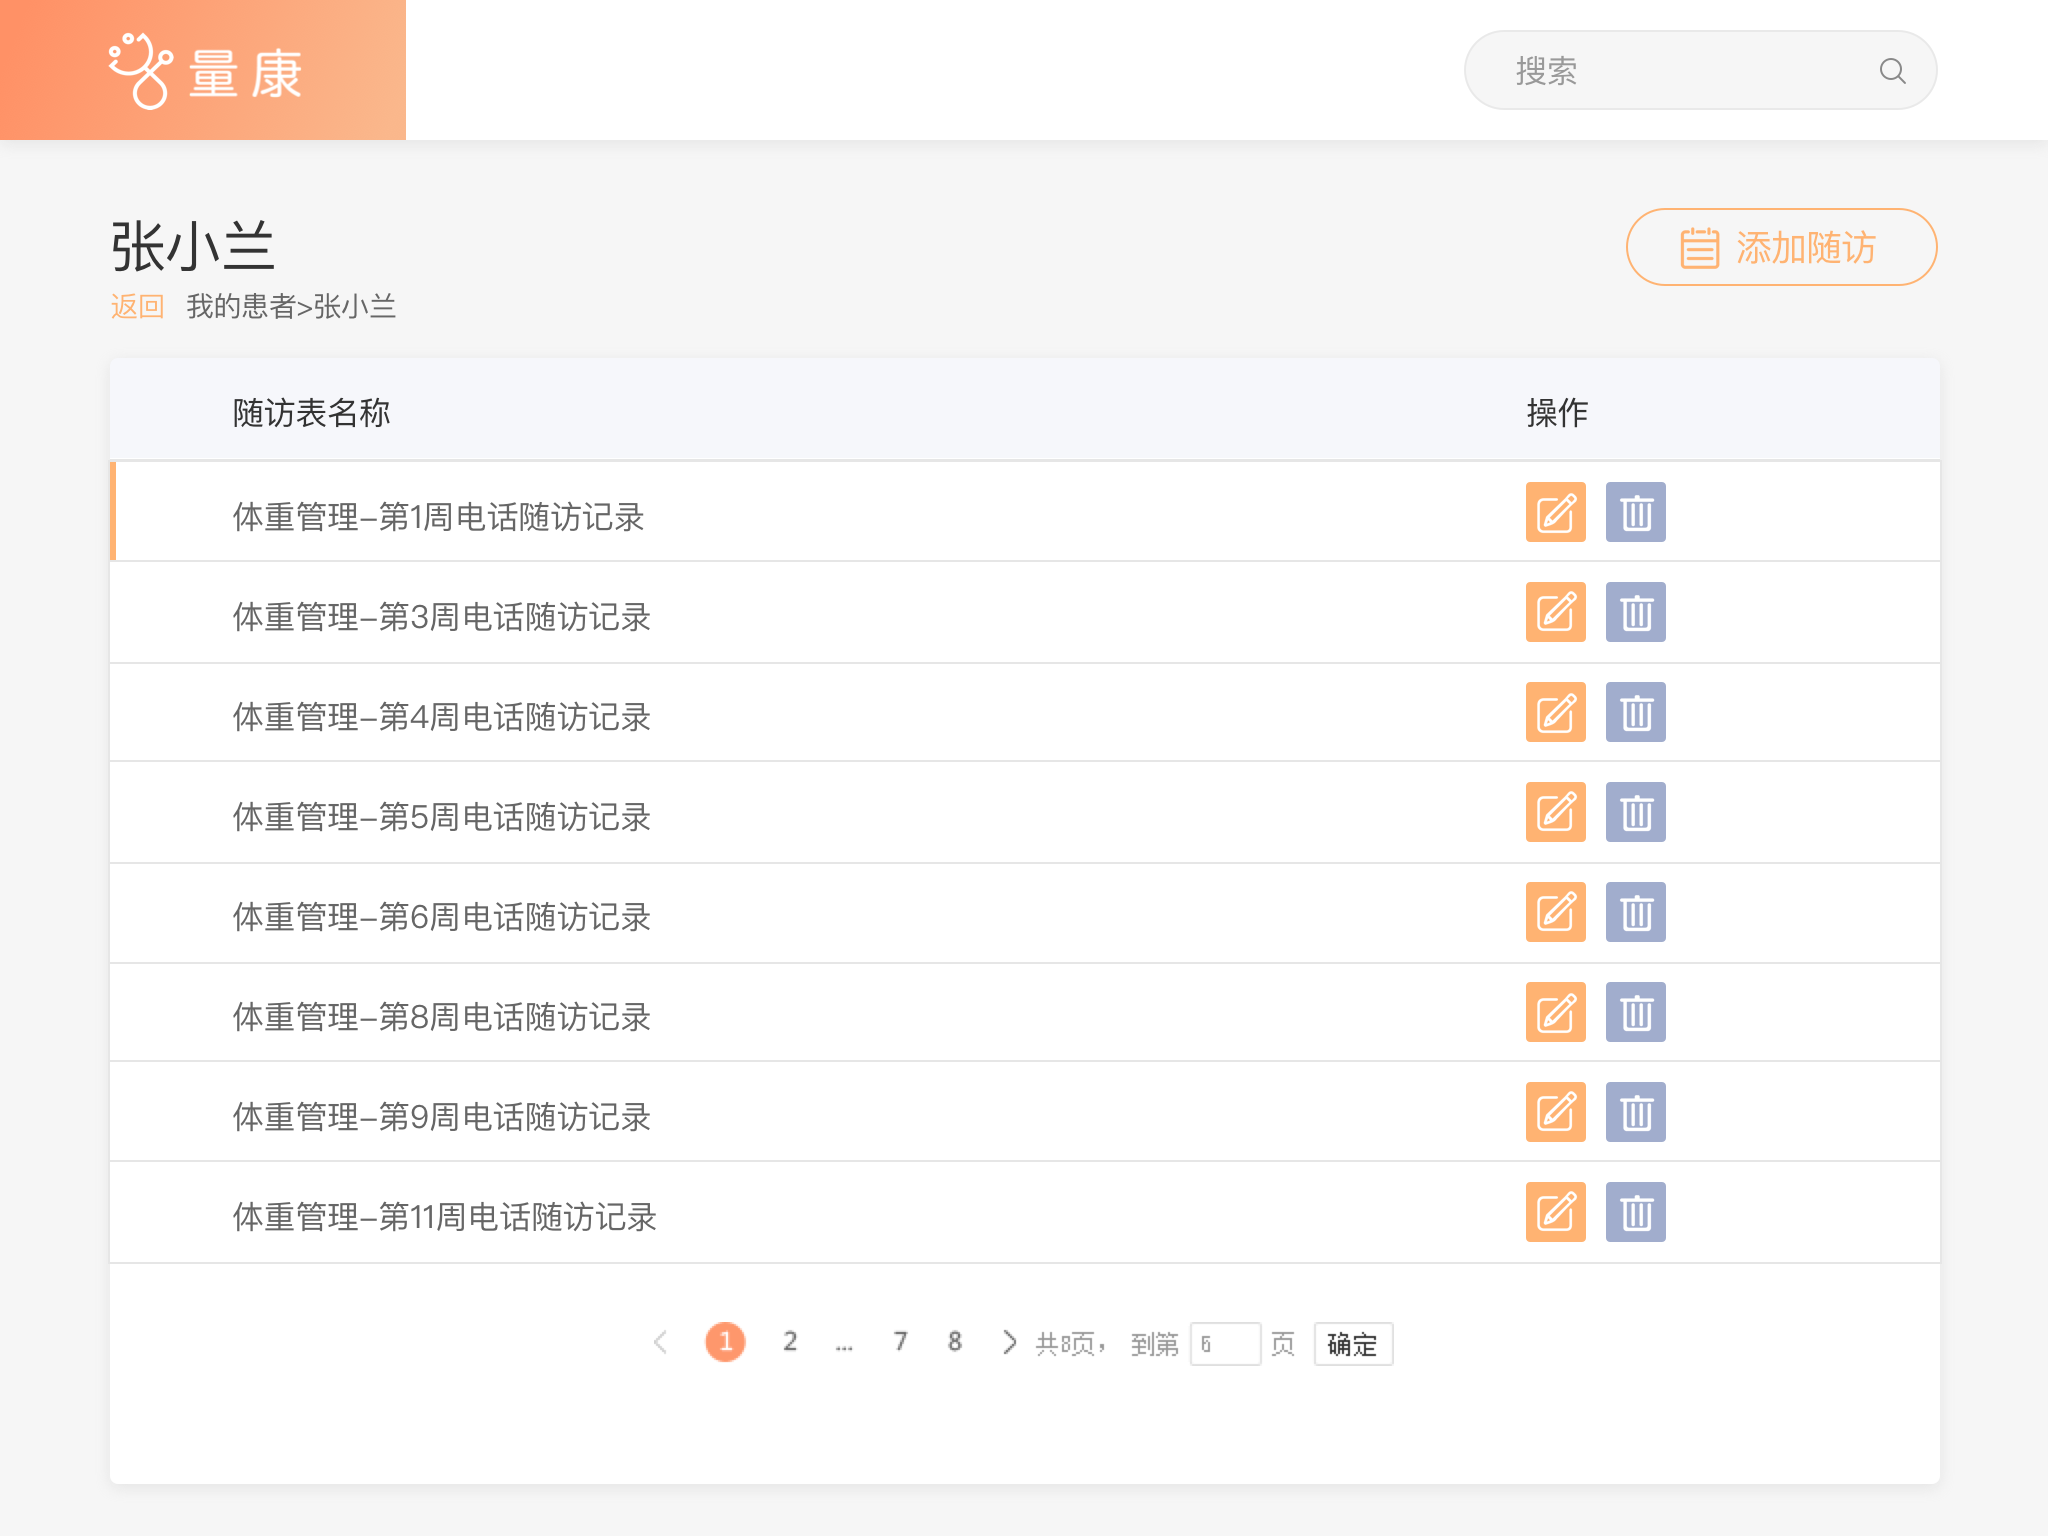 量康
搜索
张小兰
添加随访
返回 我的患者>张小兰
随访表名称 操作
体重管理–第1周电话随访记录
体重管理–第3周电话随访记录
体重管理–第4周电话随访记录
体重管理–第5周电话随访记录
体重管理–第6周电话随访记录
体重管理–第8周电话随访记录
体重管理–第9周电话随访记录
体重管理–第11周电话随访记录
1 2 ... 7 8 共8页， 到第 6 页 确定